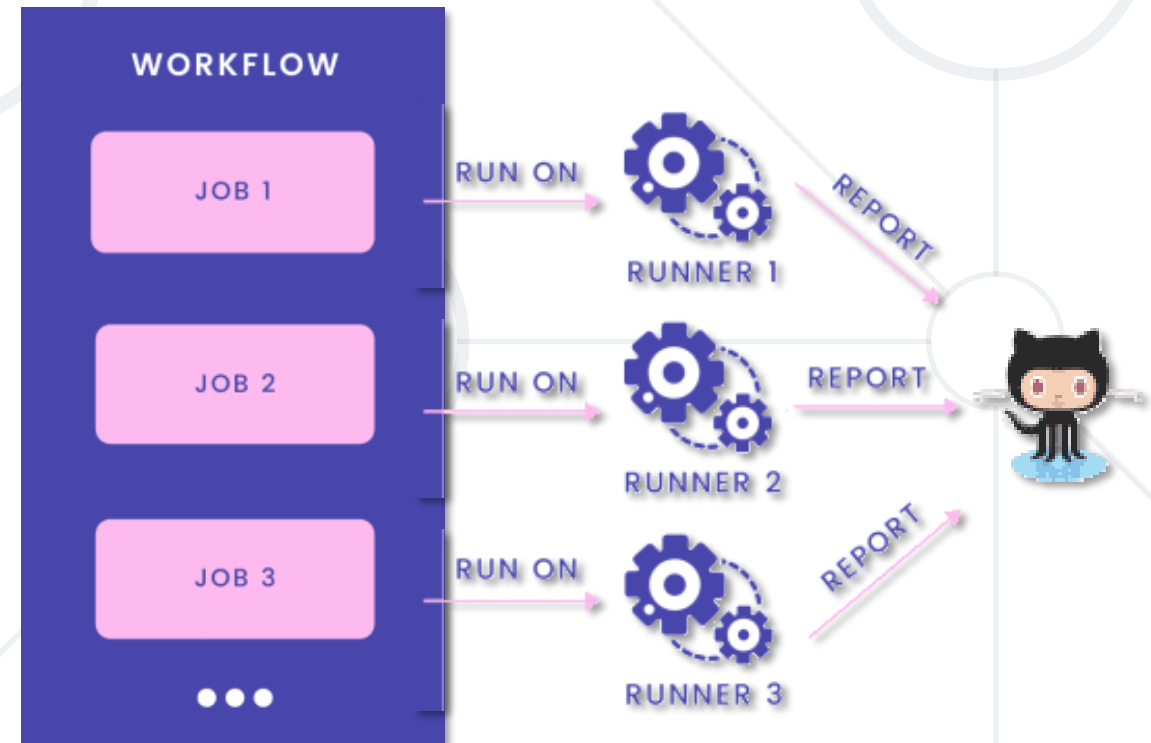 WORKFLOW
JOB 1
RUN ON
RUNNER 1
REPORT
JOB 2
RUN ON
RUNNER 2
REPORT
JOB 3
RUN ON
RUNNER 3
REPORT